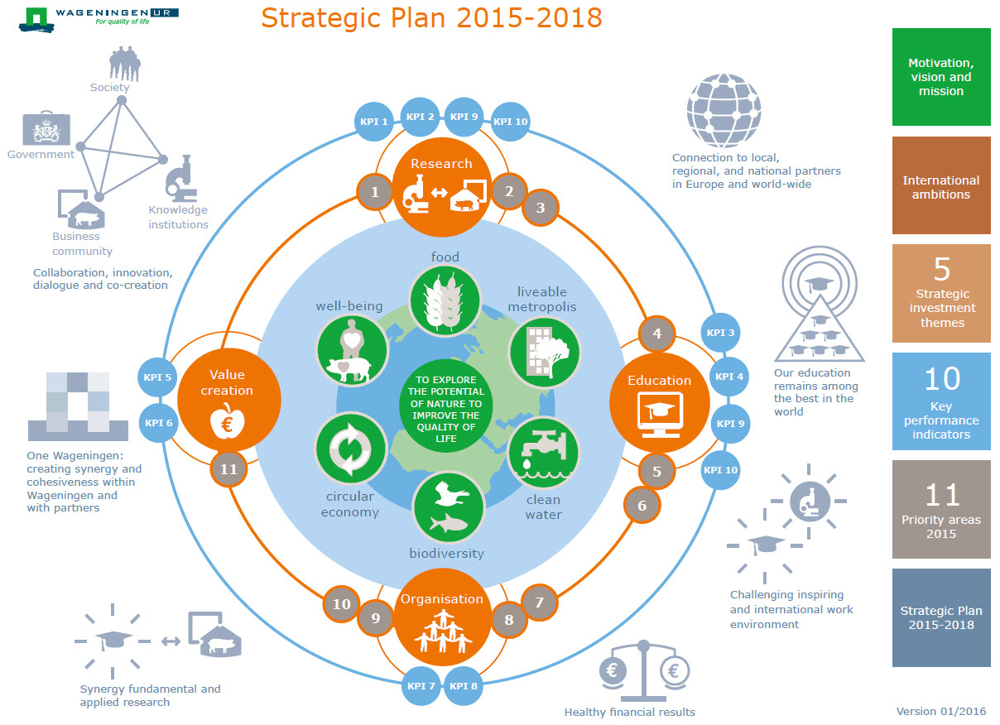 WAGENINGEN UR
For quality of life
Strategic Plan 2015-2018
Society
Government
Knowledge
institutions
Business
community
Collaboration, innovation,
dialogue and co-creation
Connection to local,
regional, and national partners
in Europe and world-wide
Our education
remains among
the best in the
world
Challenging inspiring
and international work
environment
Healthy financial results
Synergy fundamental and
applied research
One Wageningen:
creating synergy and
cohesiveness within
Wageningen and
with partners
KPI 1
KPI 2
KPI 9
KPI 10
Research
1
2
3
KPI 3
KPI 4
KPI 9
KPI 10
Education
4
5
6
Organisation
7
8
9
10
KPI 7
KPI 8
Value
creation
€
11
KPI 5
KPI 6
food
liveable
metropolis
clean
water
biodiversity
circular
economy
well-being
TO EXPLORE
THE POTENTIAL
OF NATURE TO
IMPROVE THE
QUALITY OF
LIFE
€
€
Motivation,
vision and
mission
International
ambitions
5
Strategic
investment
themes
10
Key
performance
indicators
11
Priority areas
2015
Strategic Plan
2015-2018
Version 01/2016